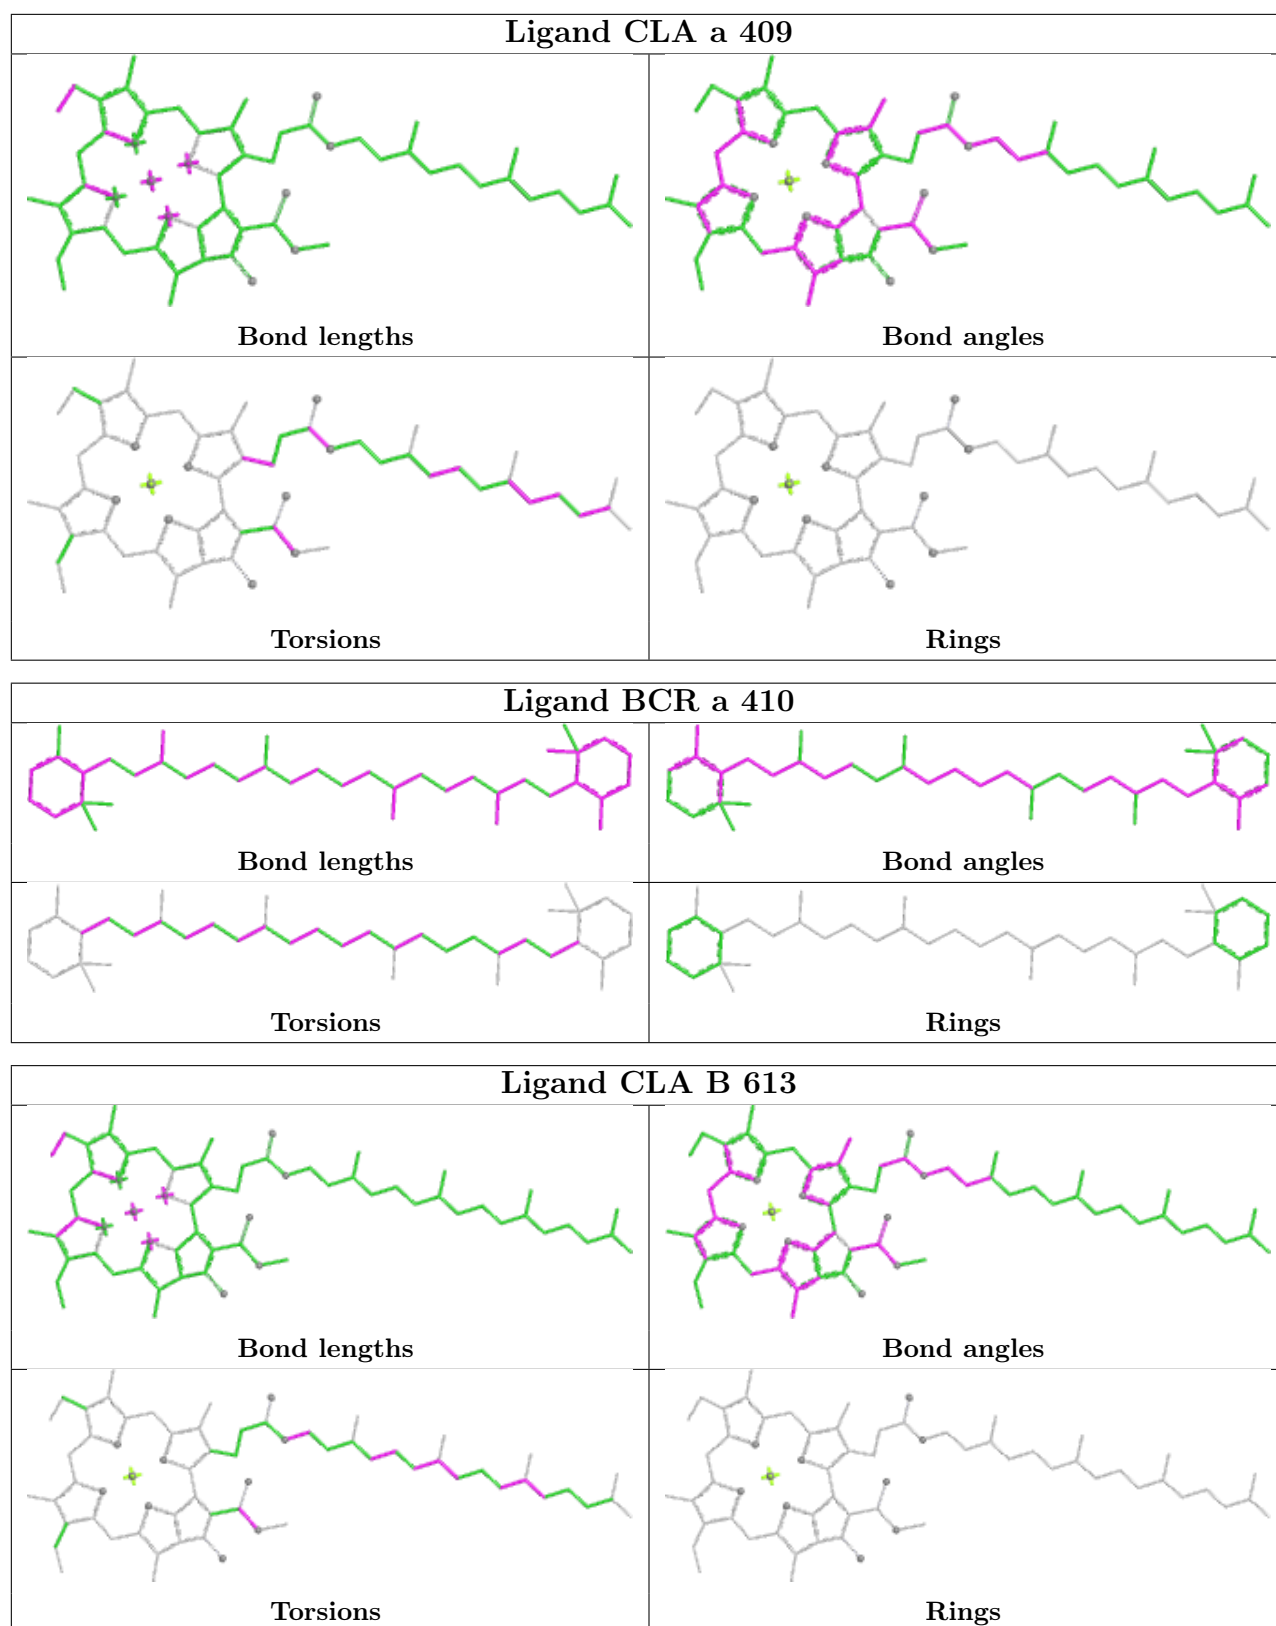 Ligand CLA a 409
Bond lengths
Bond angles
Torsions
Rings
Ligand BCR a 410
Bond lengths
Bond angles
Torsions
Rings
Ligand CLA B 613
Bond lengths
Bond angles
Torsions
Rings